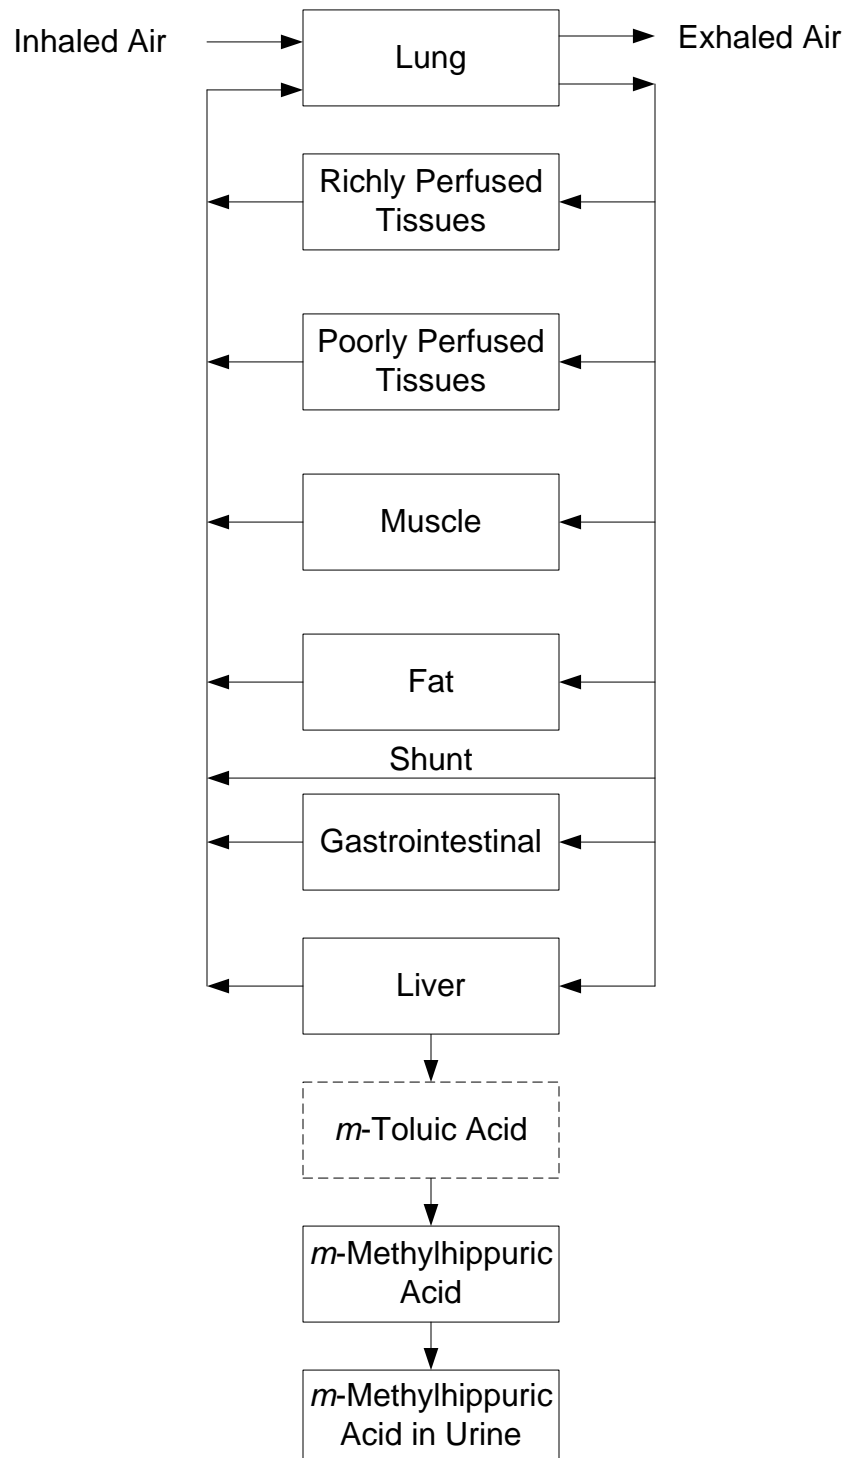 Inhaled Air
Lung
Exhaled Air
Richly Perfused
Tissues
Poorly Perfused
Tissues
Muscle
Fat
Shunt
Gastrointestinal
Liver
m-Toluic Acid
m-Methylhippuric
Acid
m-Methylhippuric
Acid in Urine